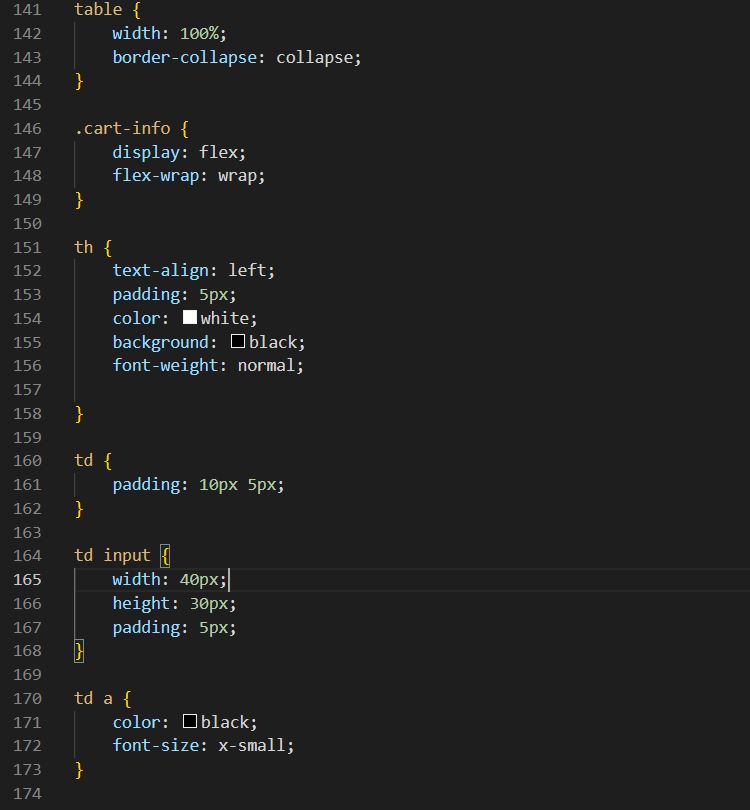 141 table {
142     width: 100%;
143     border-collapse: collapse;
144 }
145
146 .cart-info {
147     display: flex;
148     flex-wrap: wrap;
149 }
150
151 th {
152     text-align: left;
153     padding: 5px;
154     color: white;
155     background: black;
156     font-weight: normal;
157
158 }
159
160 td {
161     padding: 10px 5px;
162 }
163
164 td input {
165     width: 40px;
166     height: 30px;
167     padding: 5px;
168 }
169
170 td a {
171     color: black;
172     font-size: x-small;
173 }
174